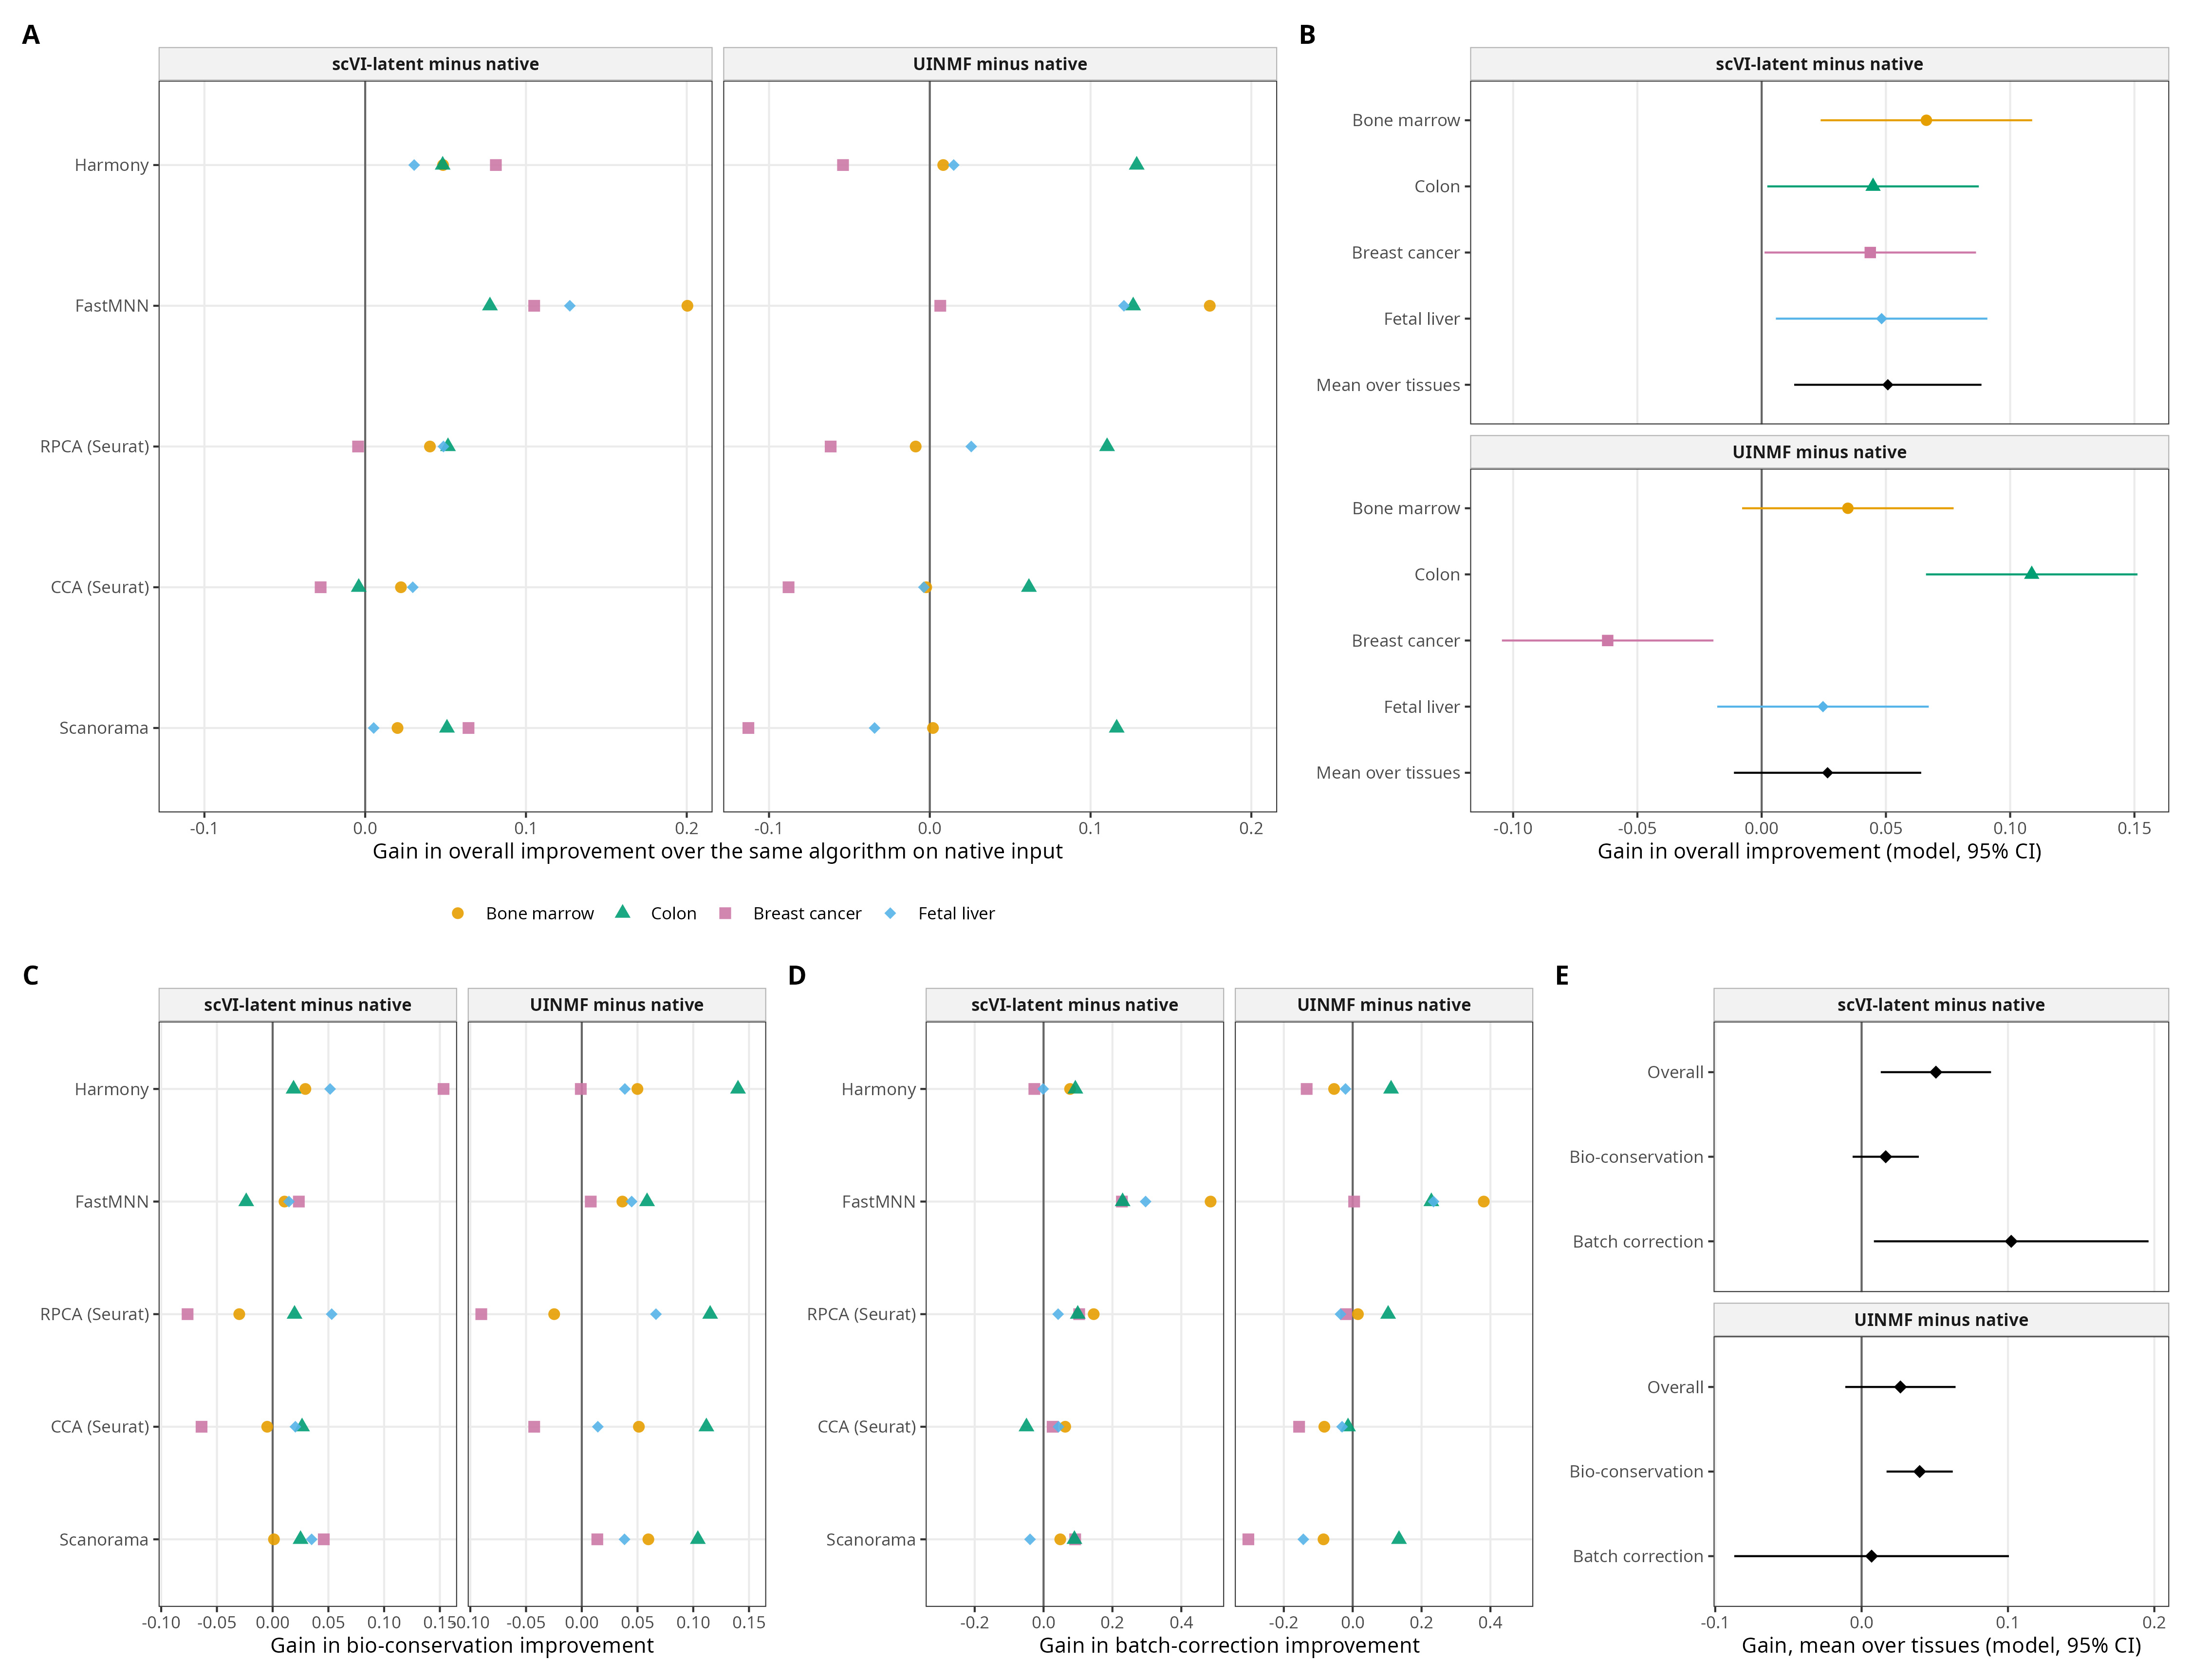 A
scVI-latent minus native
UINMF minus native
Harmony
FastMNN
RPCA (Seurat)
CCA (Seurat)
Scanorama
-0.1 0.0 0.1 0.2 -0.1 0.0 0.1 0.2
Gain in overall improvement over the same algorithm on native input
Bone marrow Colon Breast cancer Fetal liver
B
scVI-latent minus native
Bone marrow
Colon
Breast cancer
Fetal liver
Mean over tissues
UINMF minus native
Bone marrow
Colon
Breast cancer
Fetal liver
Mean over tissues
-0.10 -0.05 0.00 0.05 0.10 0.15
Gain in overall improvement (model, 95% CI)
C
scVI-latent minus native
UINMF minus native
Harmony
FastMNN
RPCA (Seurat)
CCA (Seurat)
Scanorama
-0.10 -0.05 0.00 0.05 0.10 0.15 0.10 -0.05 0.00 0.05 0.10 0.15
Gain in bio-conservation improvement
D
scVI-latent minus native
UINMF minus native
Harmony
FastMNN
RPCA (Seurat)
CCA (Seurat)
Scanorama
-0.2 0.0 0.2 0.4 -0.2 0.0 0.2 0.4
Gain in batch-correction improvement
E
scVI-latent minus native
Overall
Bio-conservation
Batch correction
UINMF minus native
Overall
Bio-conservation
Batch correction
-0.1 0.0 0.1 0.2
Gain, mean over tissues (model, 95% CI)